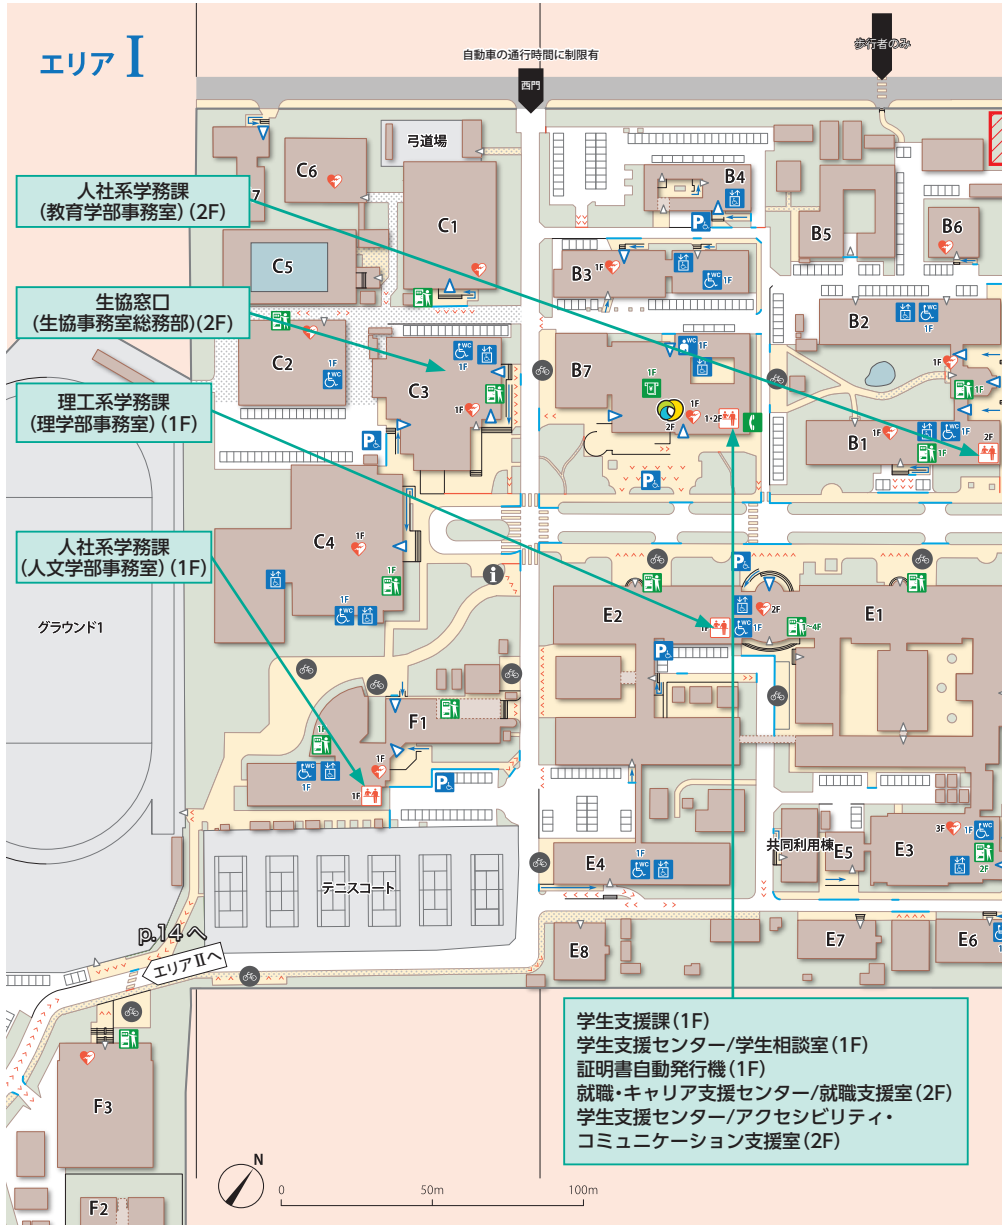 エリア I
自動車の通行時間に制限有
歩行者のみ
西門
弓道場
C6
7
C1
C5
C2
C3
C4
B4
B5
B6
B3
B2
B7
B1
人社系学務課
(教育学部事務室)(2F)
生協窓口
(生協事務室総務部)(2F)
理工系学務課
(理学部事務室)(1F)
人社系学務課
(人文学部事務室)(1F)
グラウンド1
E2
E1
F1
テニスコート
共同利用棟
E5
E3
E4
E8
E7
E6
p.14 へ
エリアⅡへ
F3
F2
学生支援課(1F)
学生支援センター/学生相談室(1F)
証明書自動発行機(1F)
就職・キャリア支援センター/就職支援室(2F)
学生支援センター/アクセシビリティ・
コミュニケーション支援室(2F)
N
0 50m 100m